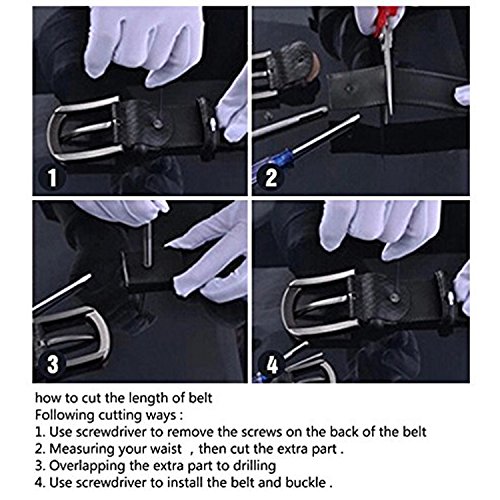 1
2
3
4
how to cut the length of belt
Following cutting ways :
1. Use screwdriver to remove the screws on the back of the belt
2. Measuring your waist , then cut the extra part .
3. Overlapping the extra part to drilling
4. Use screwdriver to install the belt and buckle .